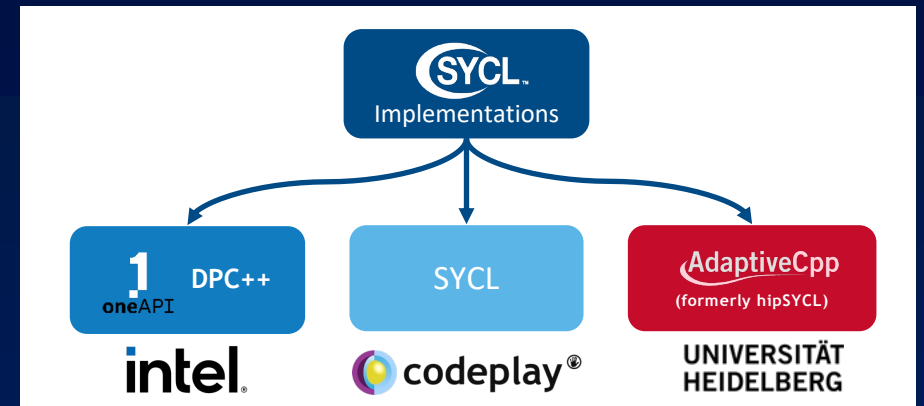 SYCL™
Implementations
1 DPC++
oneAPI
SYCL
AdaptiveCpp
(formerly hipSYCL)
intel.
codeplay®
UNIVERSITÄT
HEIDELBERG